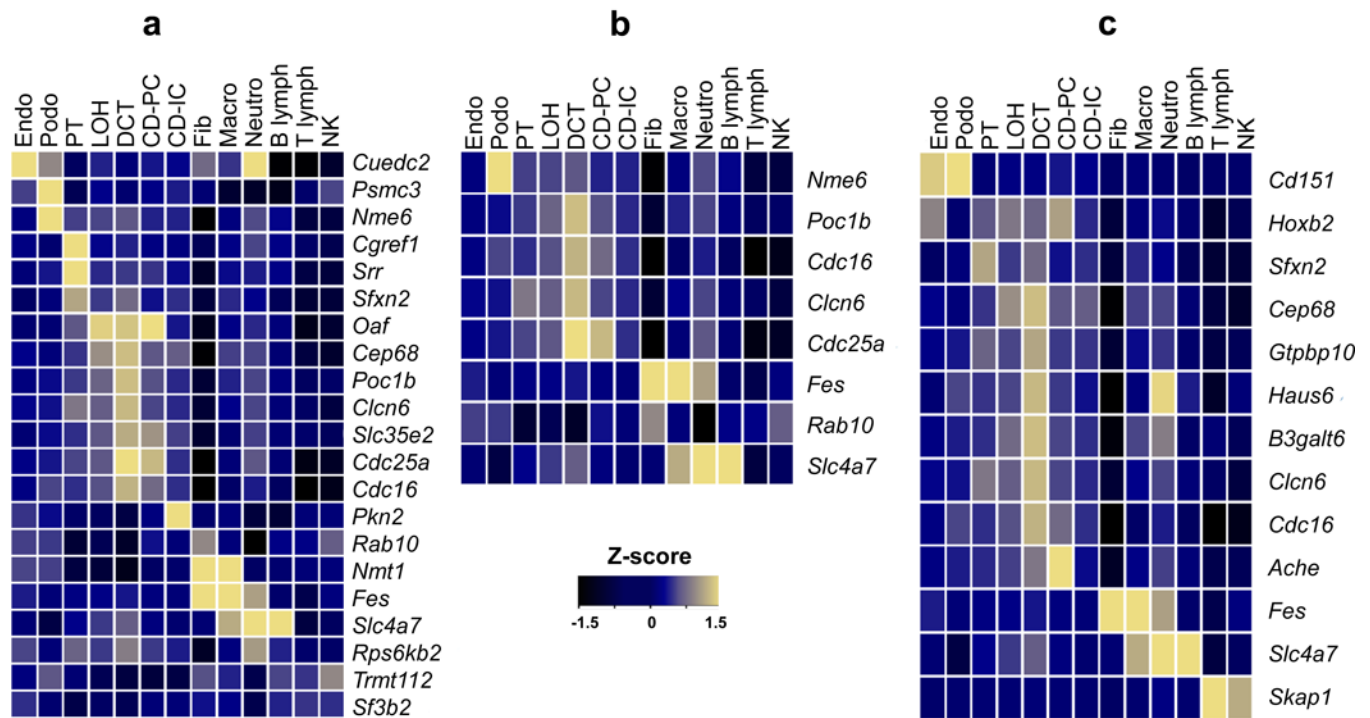 a
Endo Podo PT LOH DCT CD-PC CD-IC Fib Macro Neutro B lymph T lymph NK
Cuedc2
Psmc3
Nme6
Cgref1
Srr
Sfxn2
Oaf
Cep68
Poc1b
Clcn6
Slc35e2
Cdc25a
Cdc16
Pkn2
Rab10
Nmt1
Fes
Slc4a7
Rps6kb2
Trmt112
Sf3b2
b
Endo Podo PT LOH DCT CD-PC CD-IC Fib Macro Neutro B lymph T lymph NK
Nme6
Poc1b
Cdc16
Clcn6
Cdc25a
Fes
Rab10
Slc4a7
Z-score
-1.5 0 1.5
c
Endo Podo PT LOH DCT CD-PC CD-IC Fib Macro Neutro B lymph T lymph NK
Cd151
Hoxb2
Sfxn2
Cep68
Gtpbp10
Haus6
B3galt6
Clcn6
Cdc16
Ache
Fes
Slc4a7
Skap1